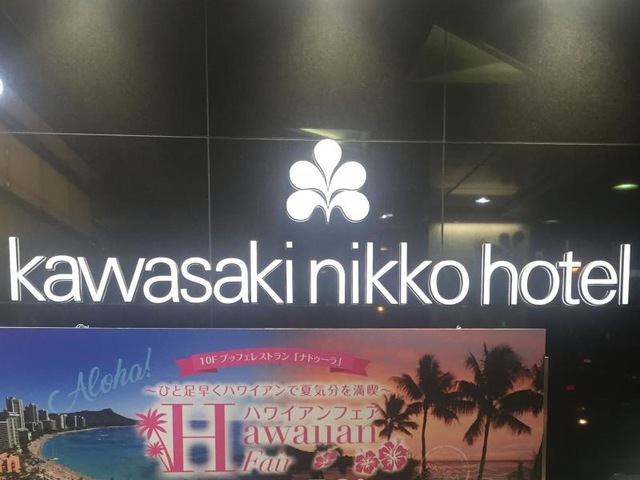 kawasaki nikko hotel
Aloha!
10F ブッフェレストラン「ナトゥーラ」
～ひと足早くハワイアンで夏気分を満喫～
ハワイアンフェア
Hawaiian
Fair